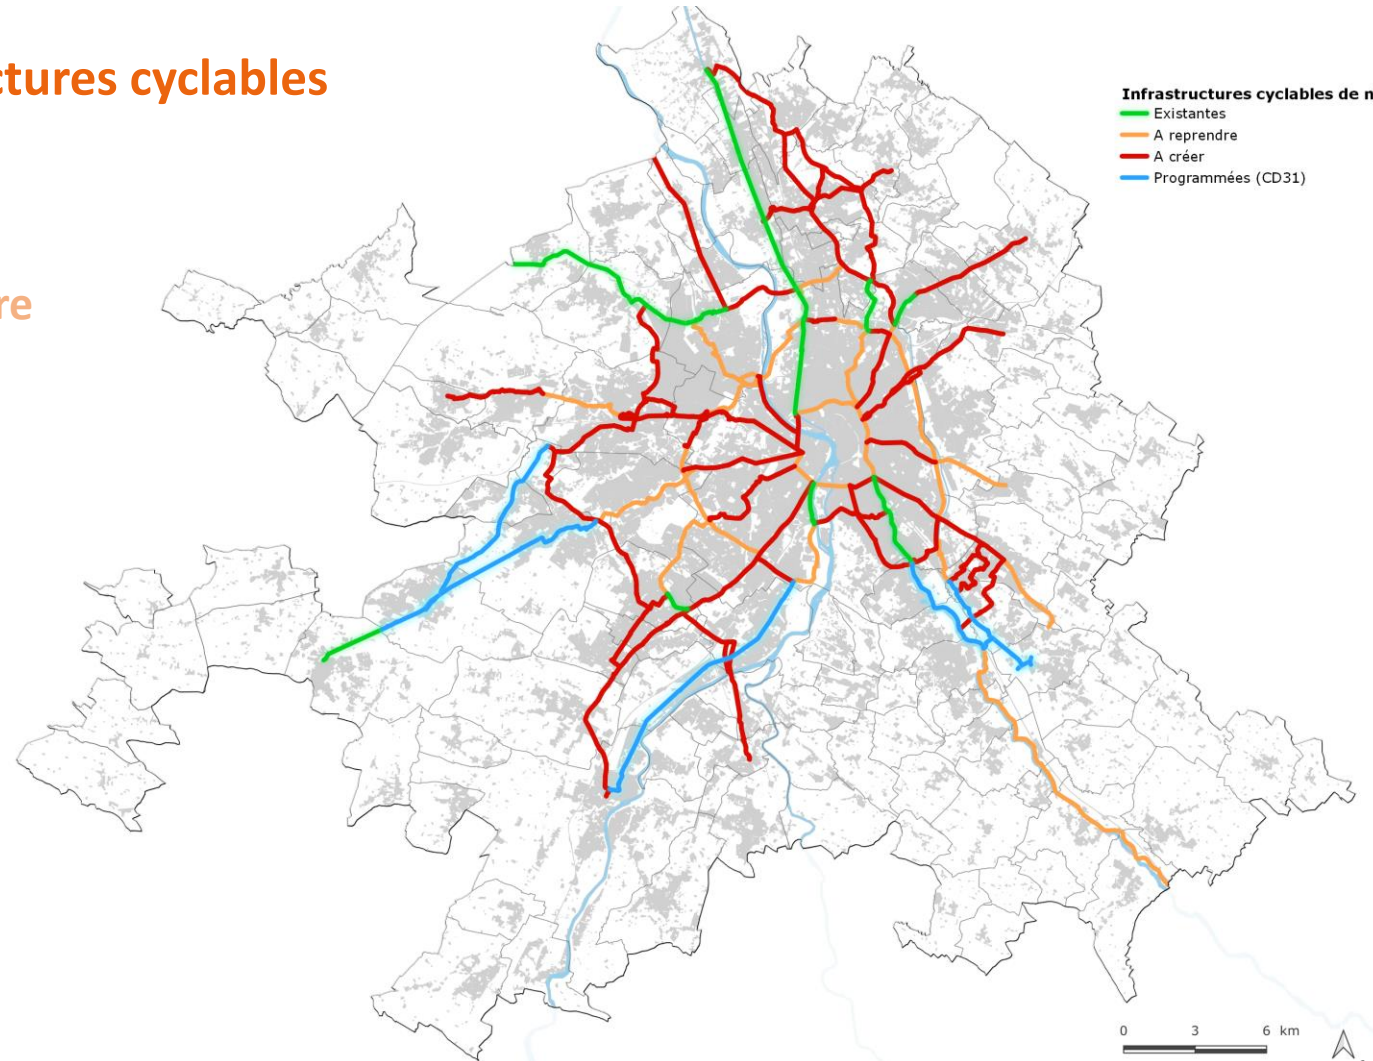 ctures cyclables
re
Infrastructures cyclables de n
Existantes
A reprendre
A créer
Programmées (CD31)
0 3 6 km